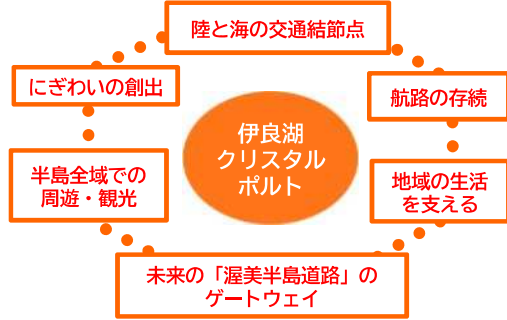 陸と海の交通結節点
にぎわいの創出
航路の存続
伊良湖
クリスタル
ポルト
半島全域での
周遊・観光
地域の生活
を支える
未来の「渥美半島道路」の
ゲートウェイ